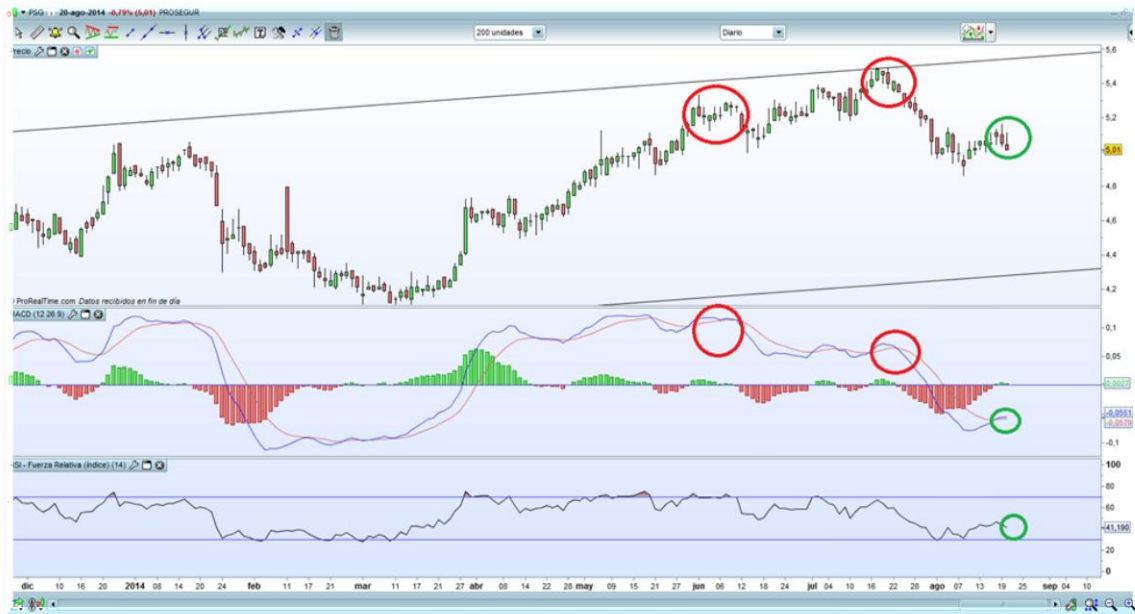 PSG 20-ago-2014 -0,79% (5,01) PROSEGUR
200 unidades
Diario
recio
5,6
5,4
5,2
5,01
4,8
4,6
4,4
4,2
ProRealTime.com Datos recibidos en fin de día
MACD (12 26 9)
0,1
0,05
0,0027
-0,0551
-0,0579
-0,1
RSI - Fuerza Relativa (índice) (14)
100
80
60
41,190
20
0
dic 10 16 20 2014 08 14 20 24 feb 11 17 21 mar 11 17 21 27 abr 08 14 22 28 may 09 15 21 27 jun 06 12 18 24 jul 10 16 22 28 ago 07 13 19 25 sep 04 10